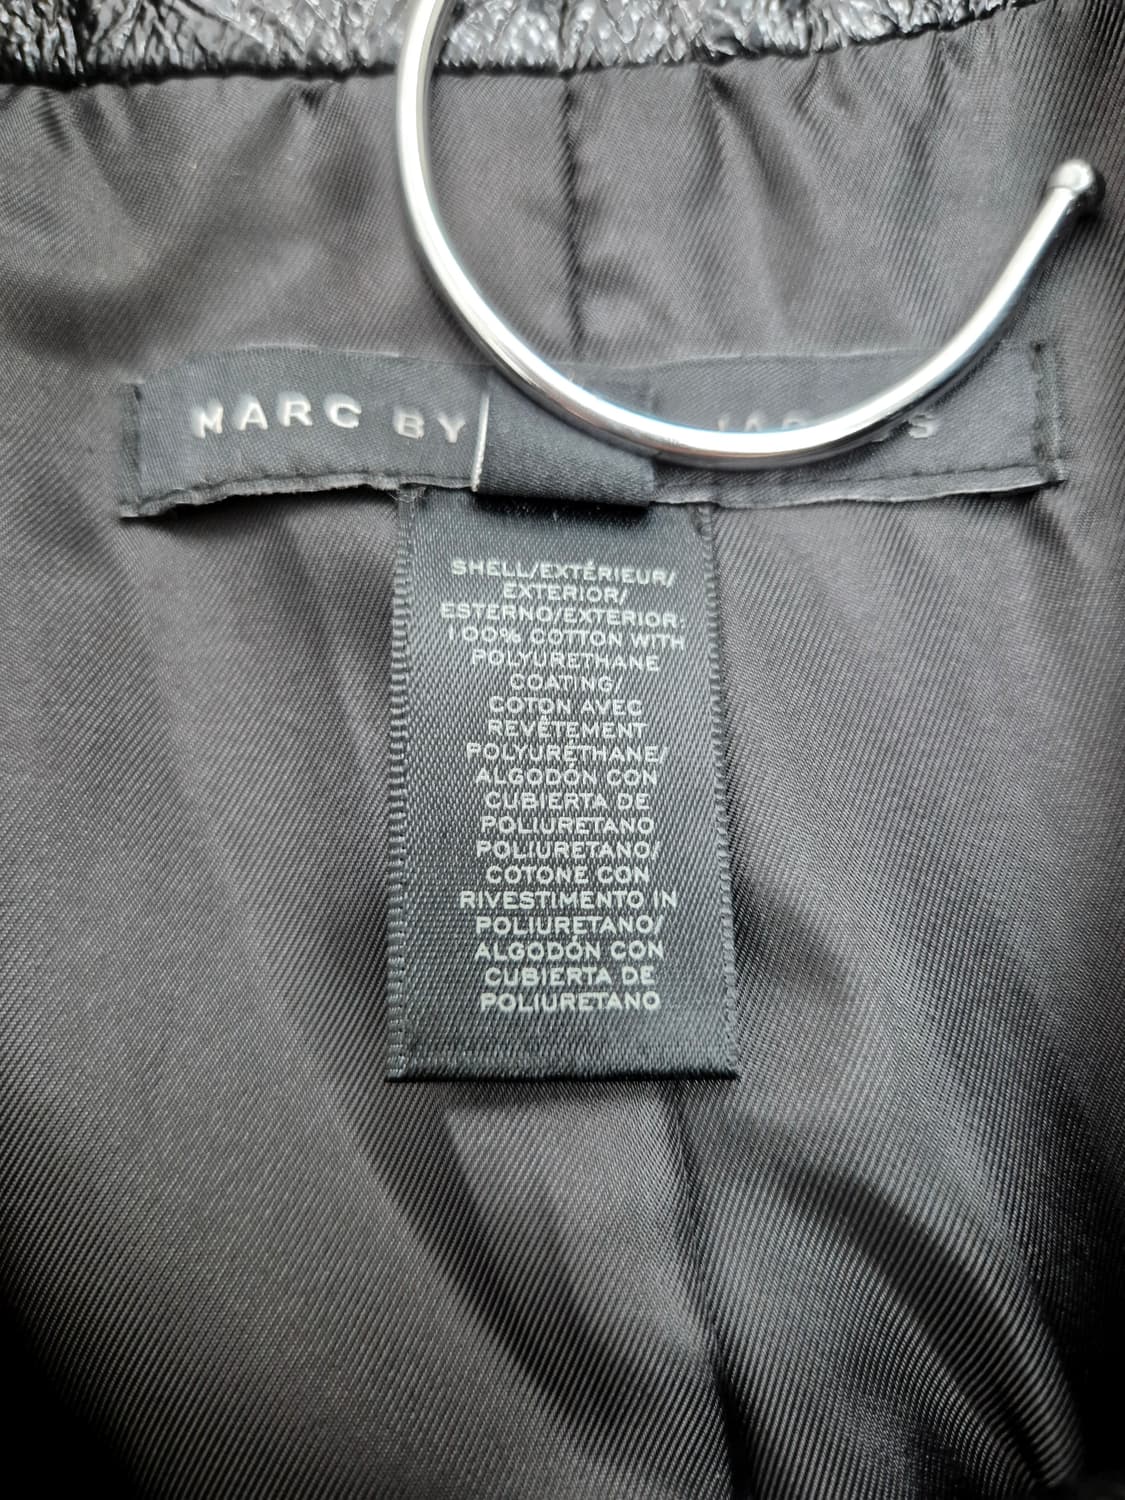 MARC BY
SHELL/EXTÉRIEUR/
EXTERIOR/
ESTERNO/EXTERIOR:
100% COTTON WITH
POLYURETHANE
COATING/
COTON AVEC
REVÊTEMENT
POLYURÉTHANE/
ALGODÓN CON
CUBIERTA DE
POLIURETANO
POLIURETANO/
COTONE CON
RIVESTIMENTO IN
POLIURETANO/
ALGODÓN CON
CUBIERTA DE
POLIURETANO